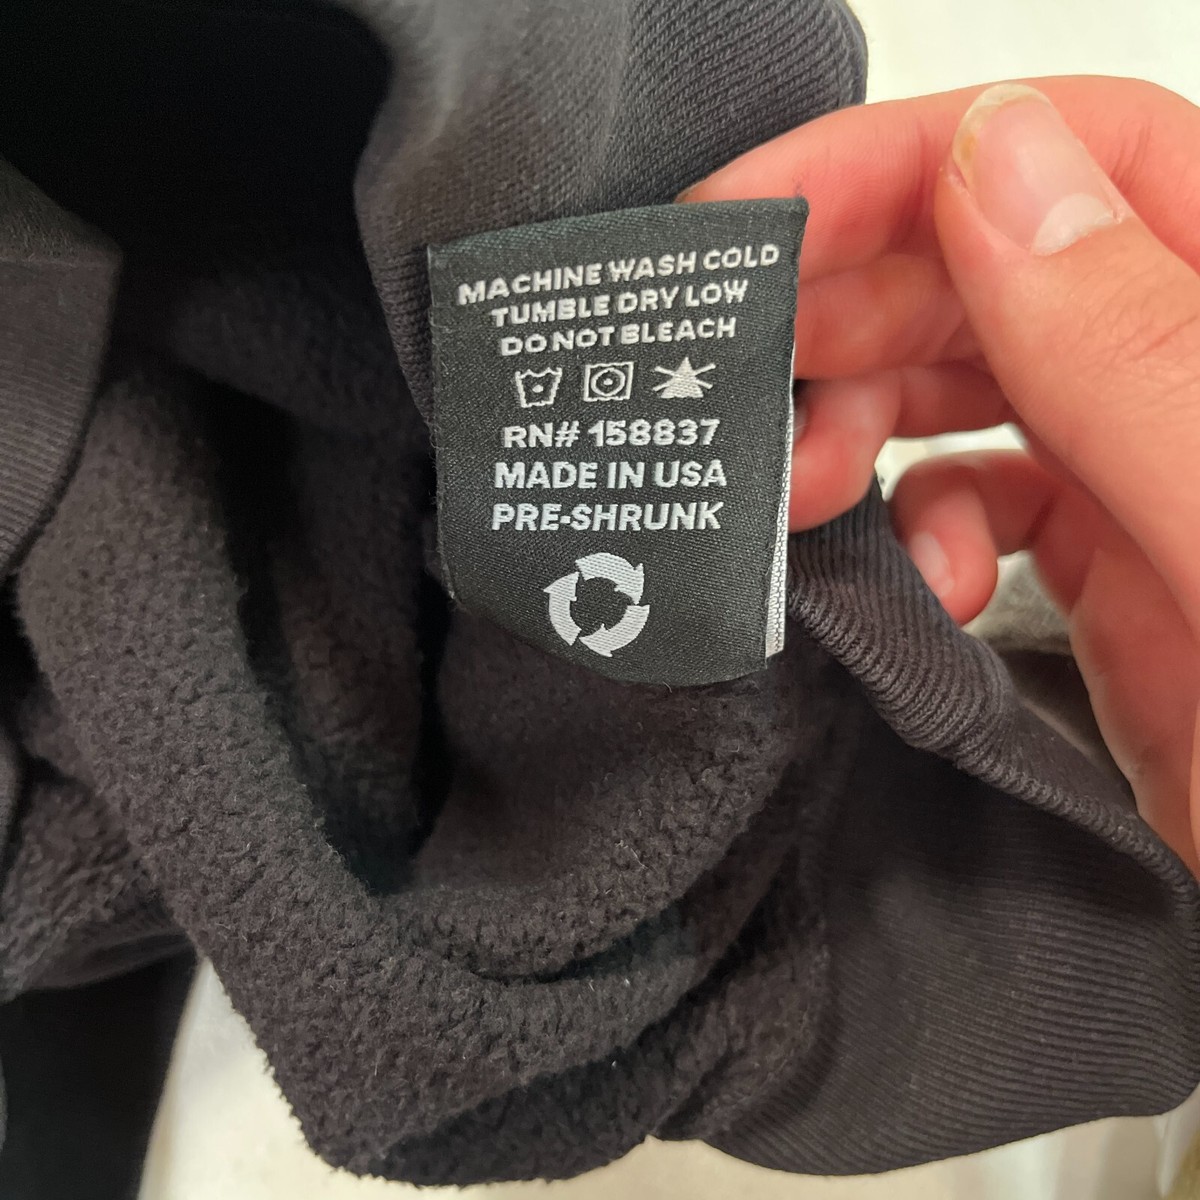 MACHINE WASH COLD
TUMBLE DRY LOW
DO NOT BLEACH
RN# 158837
MADE IN USA
PRE-SHRUNK